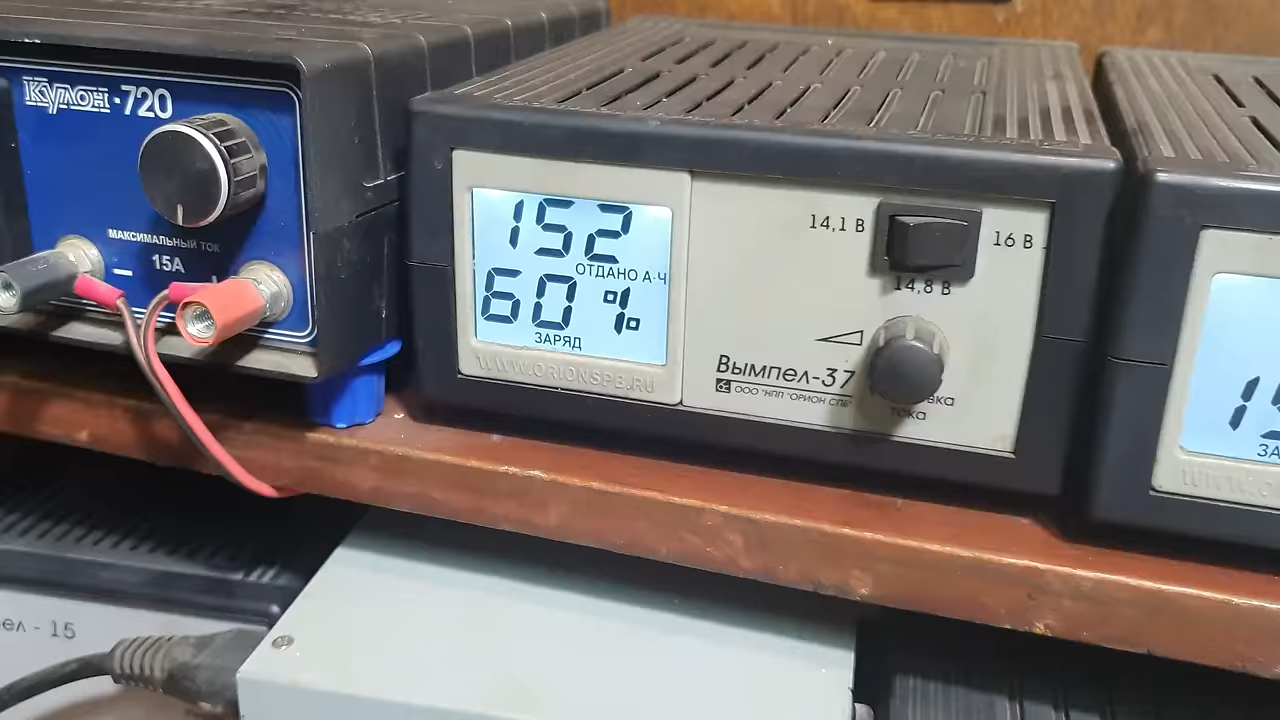 КУЛОН-720
МАКСИМАЛЬНЫЙ ТОК
15А
−
+
152
ОТДАНО А·Ч
60%
ЗАРЯД
WWW.ORIONSPB.RU
14,1 В
16 В
14,8 В
Вымпел-37
ООО "НПП "ОРИОН СПБ"
тока
15